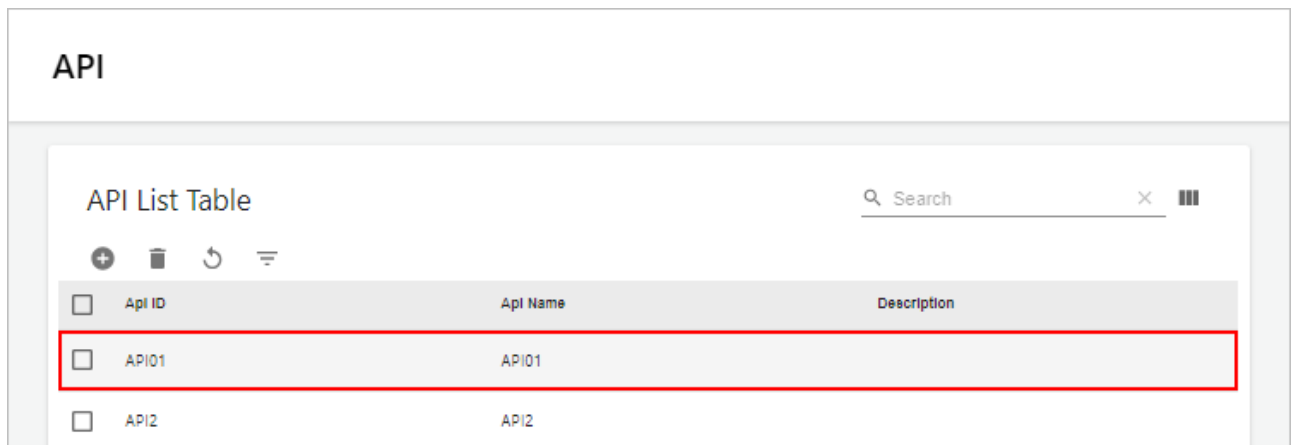 API
API List Table
Search
Api ID Api Name Description
API01 API01
API2 API2